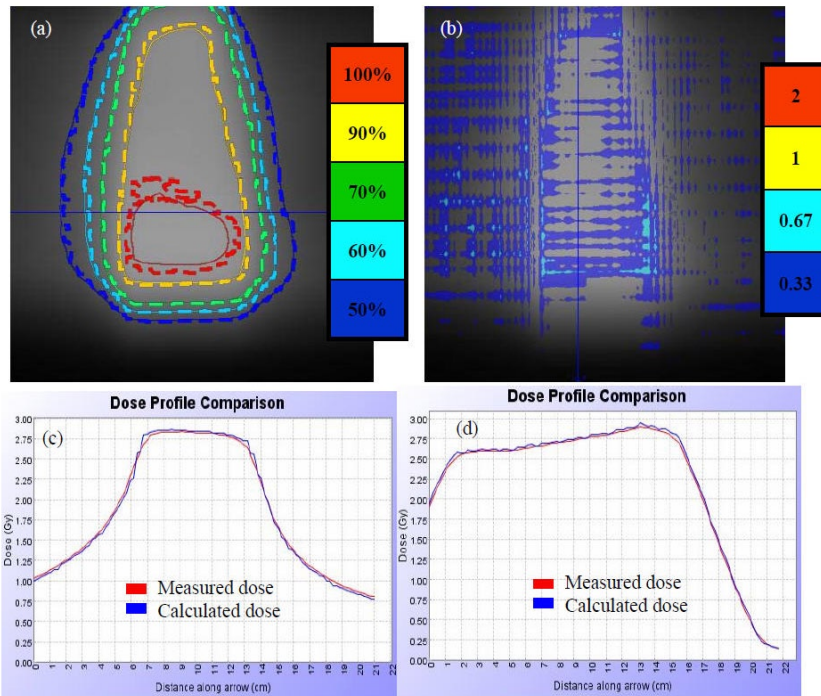 (a)
100%
90%
70%
60%
50%
(b)
2
1
0.67
0.33
Dose Profile Comparison
(c)
3.00
2.75
2.50
2.25
2.00
1.75
1.50
1.25
1.00
0.75
0.50
0.25
0.00
Dose (Gy)
Measured dose
Calculated dose
0 1 2 3 4 5 6 7 8 9 10 11 12 13 14 15 16 17 18 19 20 21 22
Distance along arrow (cm)
Dose Profile Comparison
(d)
3.00
2.75
2.50
2.25
2.00
1.75
1.50
1.25
1.00
0.75
0.50
0.25
0.00
Dose (Gy)
Measured dose
Calculated dose
0 1 2 3 4 5 6 7 8 9 10 11 12 13 14 15 16 17 18 19 20 21 22
Distance along arrow (cm)